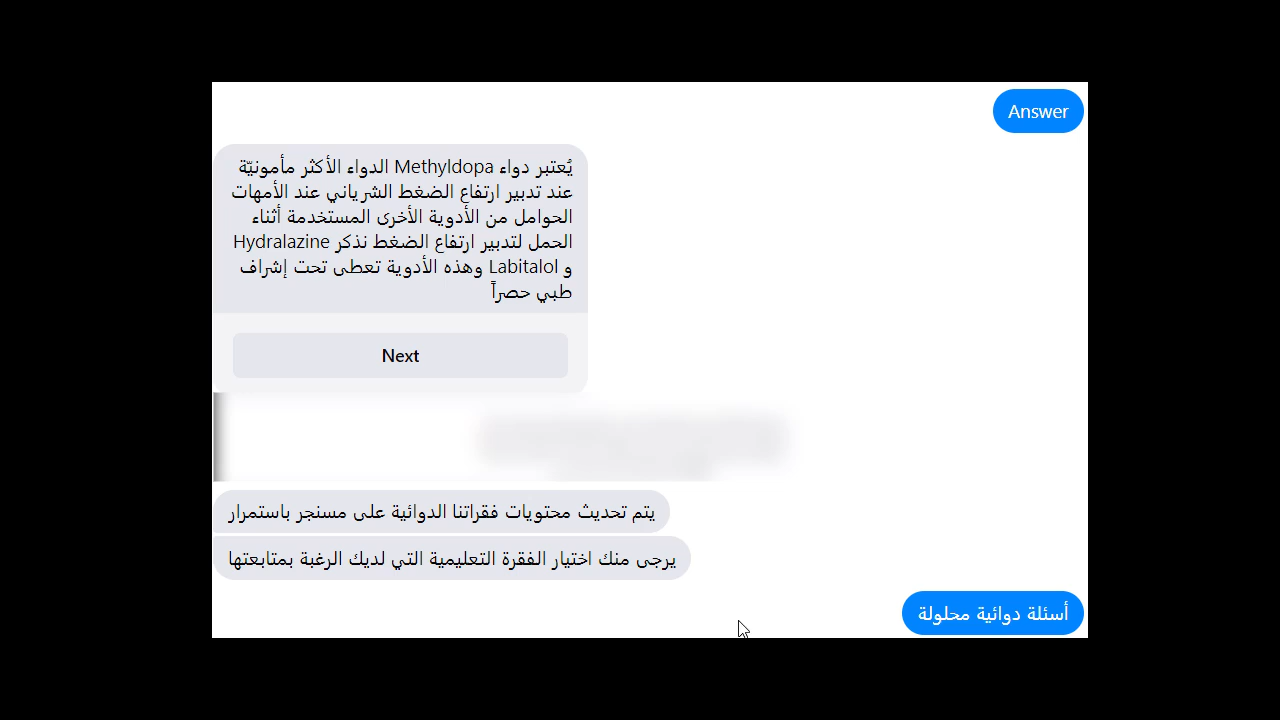 Answer
يُعتبر دواء Methyldopa الدواء الأكثر مأمونيّة
عند تدبير ارتفاع الضغط الشرياني عند الأمهات
الحوامل من الأدوية الأخرى المستخدمة أثناء
الحمل لتدبير ارتفاع الضغط نذكر Hydralazine
و Labitalol وهذه الأدوية تعطى تحت إشراف
طبي حصراً
Next
يتم تحديث محتويات فقراتنا الدوائية على مسنجر باستمرار
يرجى منك اختيار الفقرة التعليمية التي لديك الرغبة بمتابعتها
أسئلة دوائية محلولة